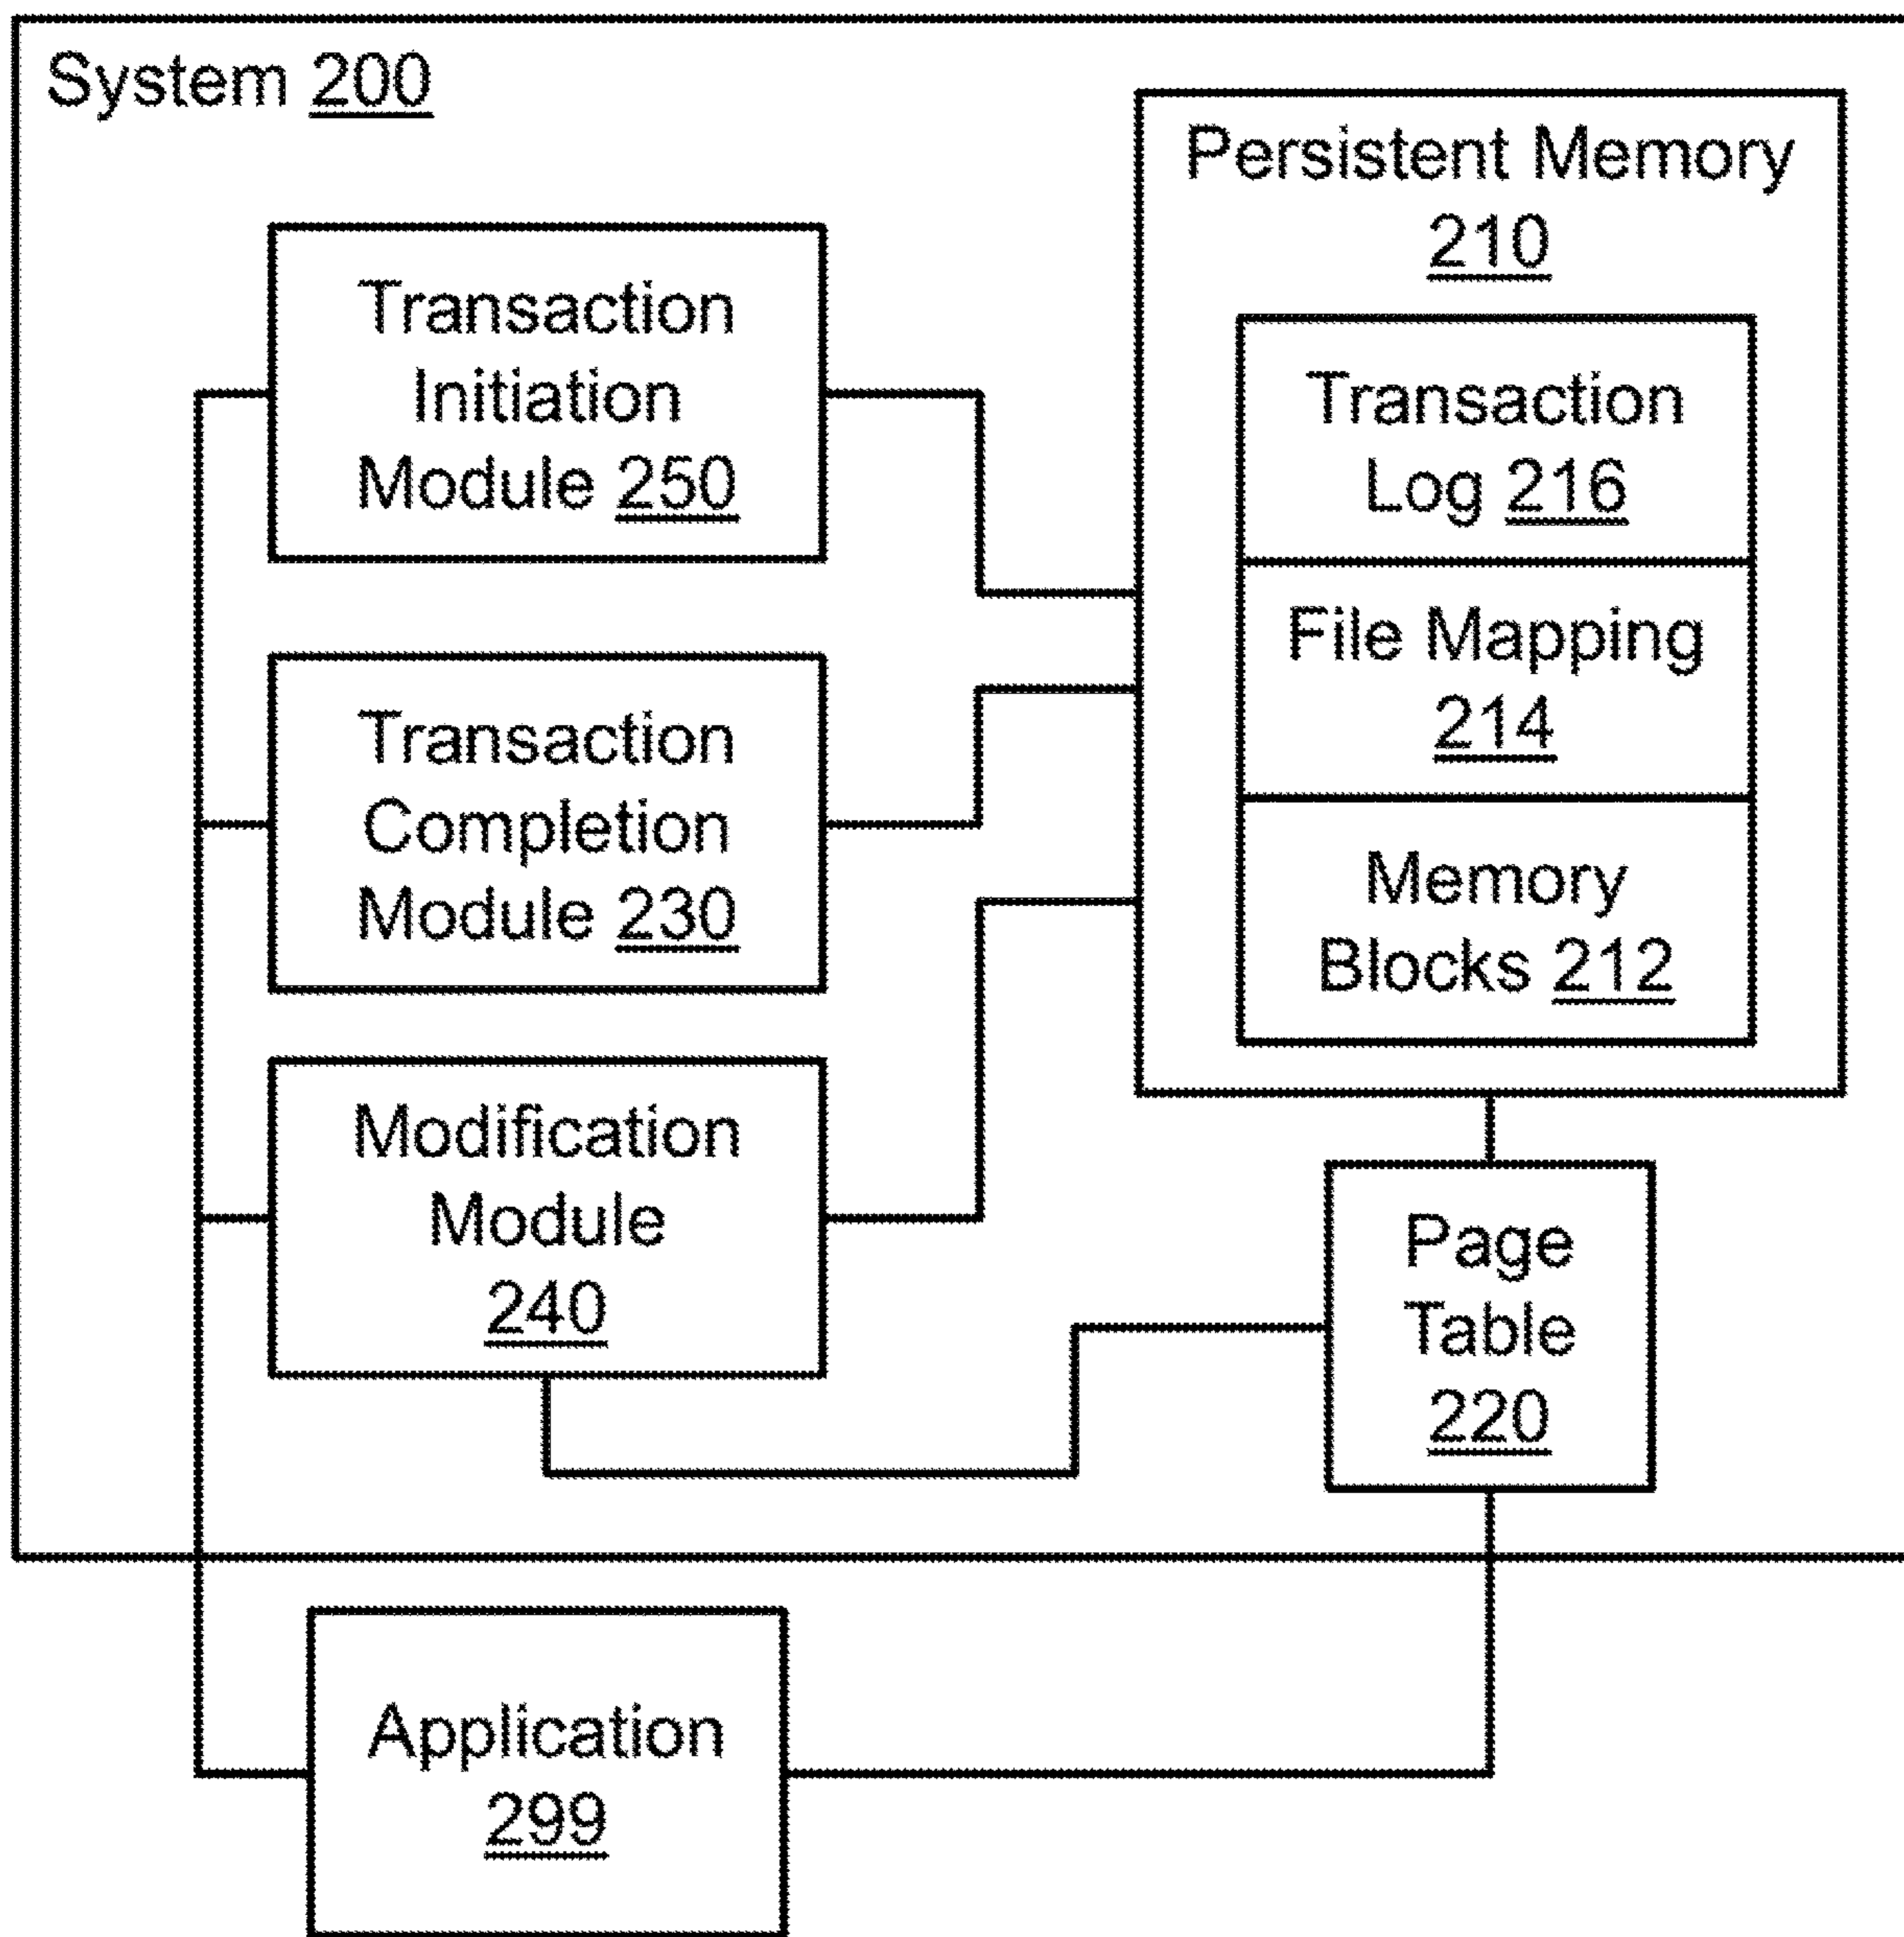 System 200
Persistent Memory
210
Transaction
Log 216
File Mapping
214
Memory
Blocks 212
Transaction
Initiation
Module 250
Transaction
Completion
Module 230
Modification
Module
240
Page
Table
220
Application
299